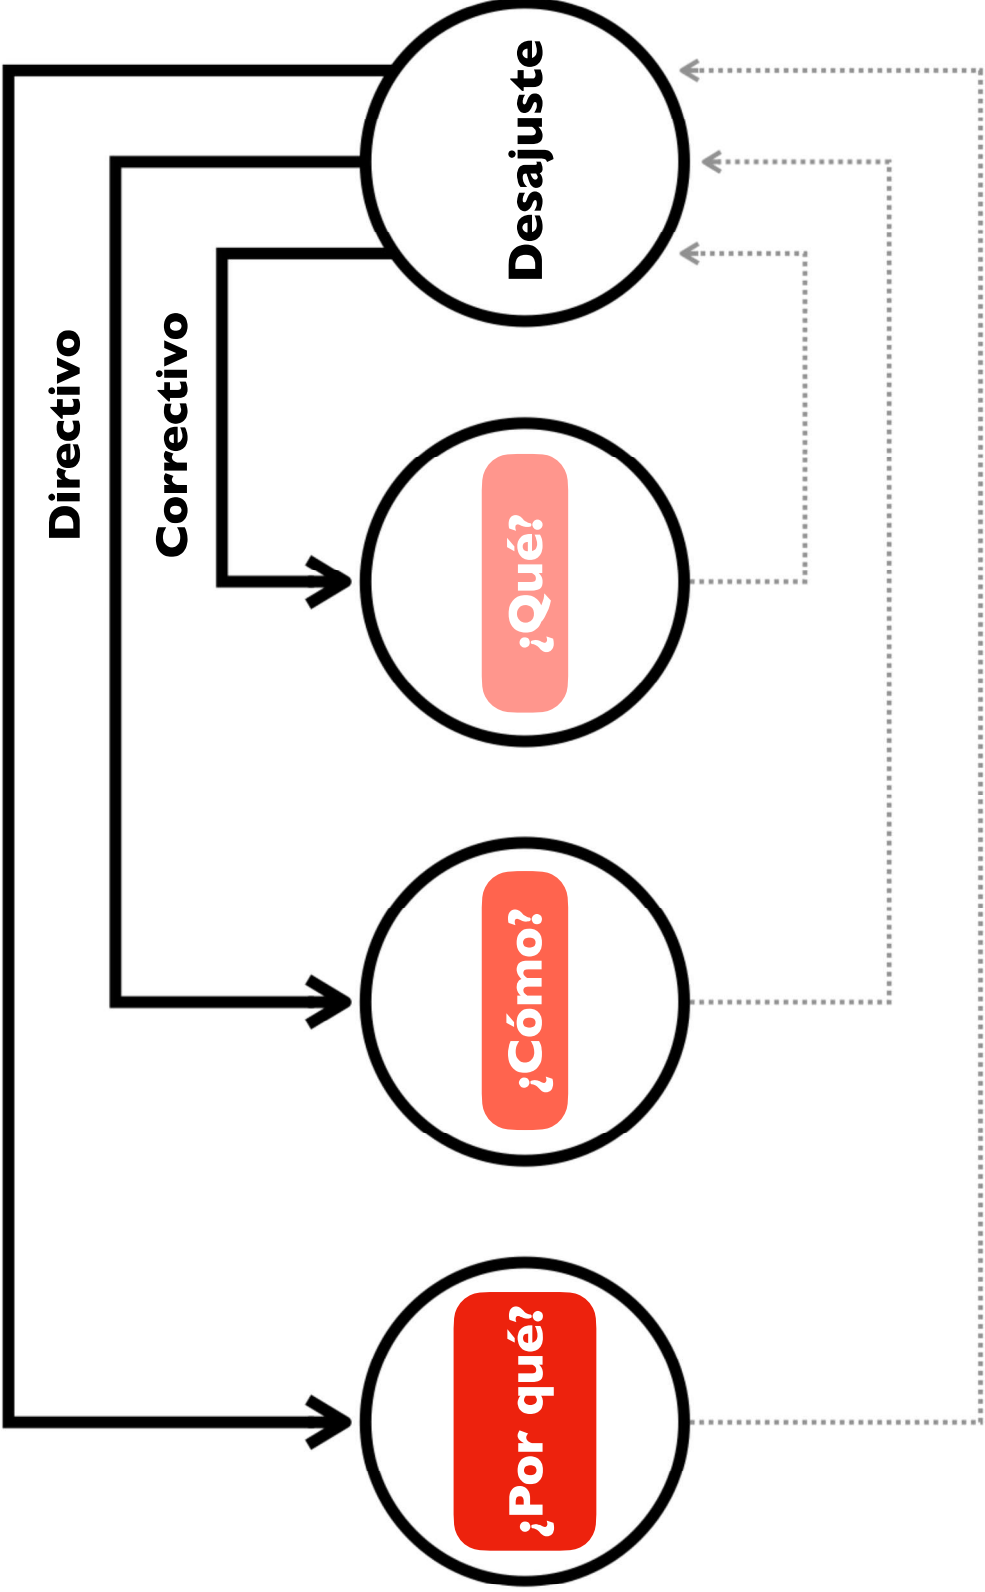 Directivo
Correctivo
¿Por qué?
¿Cómo?
¿Qué?
Desajuste